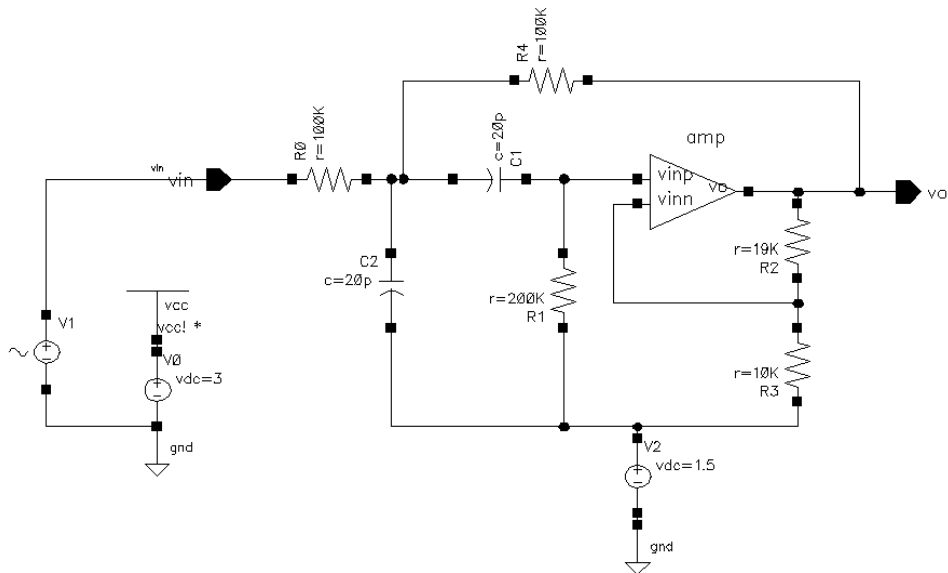 R4
r=100K
R0
r=100K
c=20p
C1
amp
vin
vin
vinp
vo
vinn
vo
C2
c=20p
r=19K
R2
r=200K
R1
vcc
V1
vcc! *
V0
vdc=3
r=10K
R3
gnd
V2
vdc=1.5
gnd